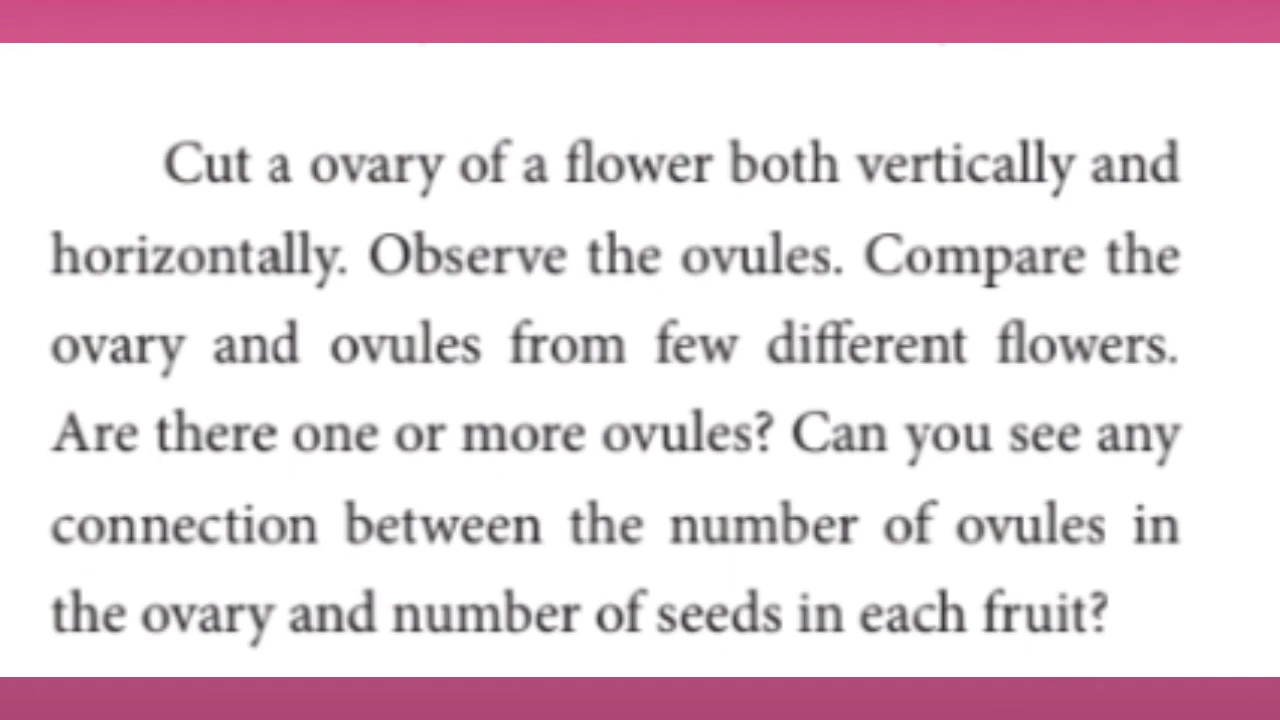 Cut a ovary of a flower both vertically and
horizontally. Observe the ovules. Compare the
ovary and ovules from few different flowers.
Are there one or more ovules? Can you see any
connection between the number of ovules in
the ovary and number of seeds in each fruit?